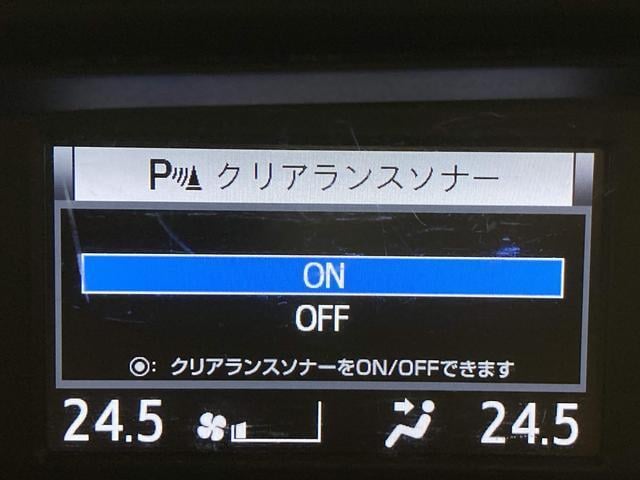 P クリアランスソナー
ON
OFF
◉: クリアランスソナーをON/OFFできます
24.5 24.5